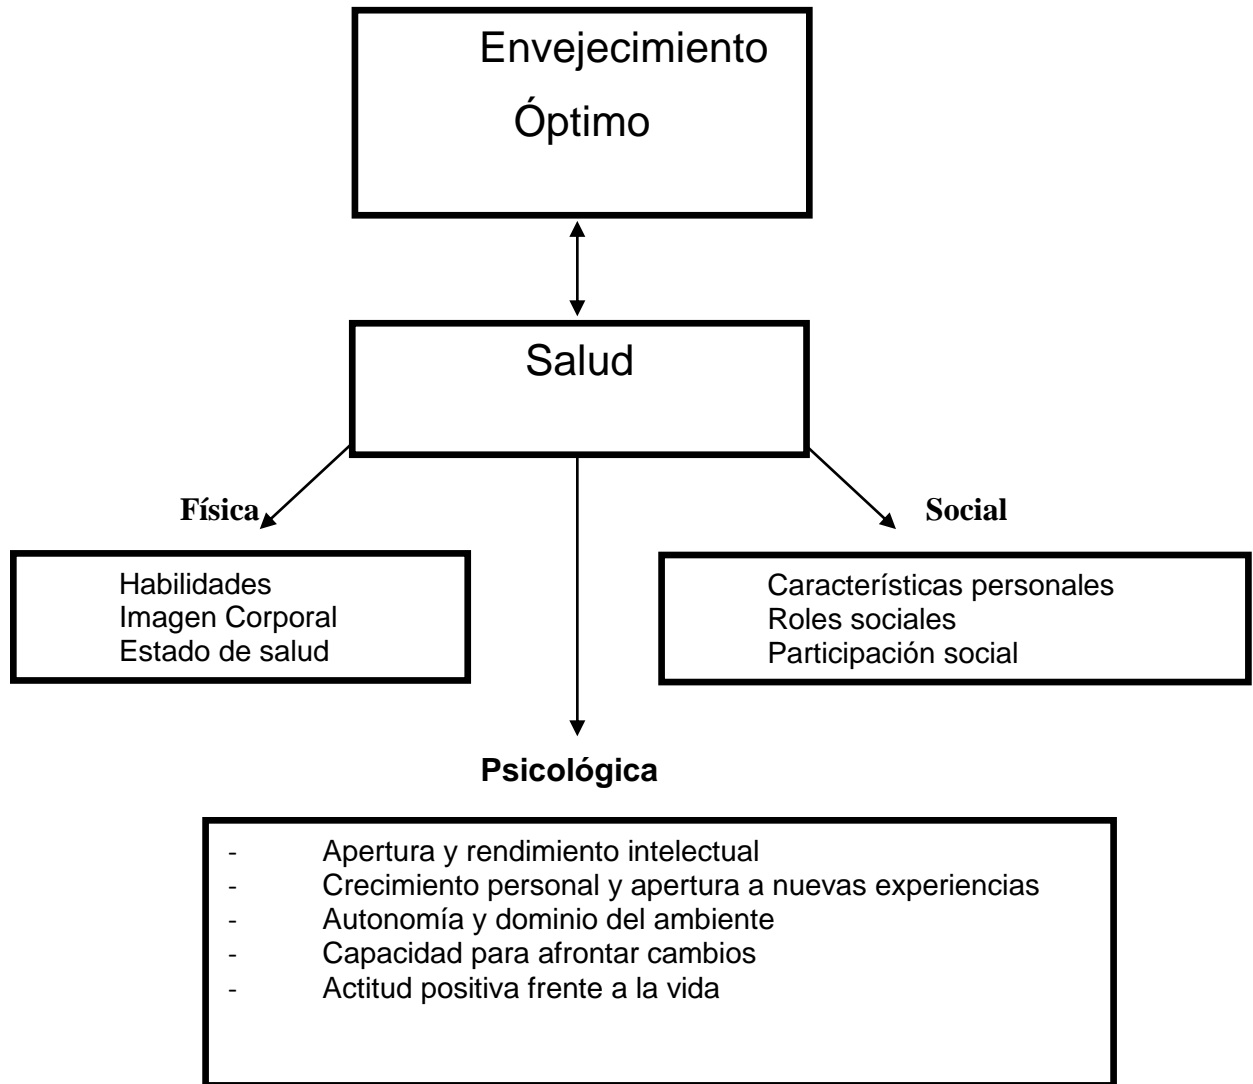 Envejecimiento
Óptimo
Salud
Física
Social
Habilidades
Imagen Corporal
Estado de salud
Características personales
Roles sociales
Participación social
Psicológica
- Apertura y rendimiento intelectual
- Crecimiento personal y apertura a nuevas experiencias
- Autonomía y dominio del ambiente
- Capacidad para afrontar cambios
- Actitud positiva frente a la vida